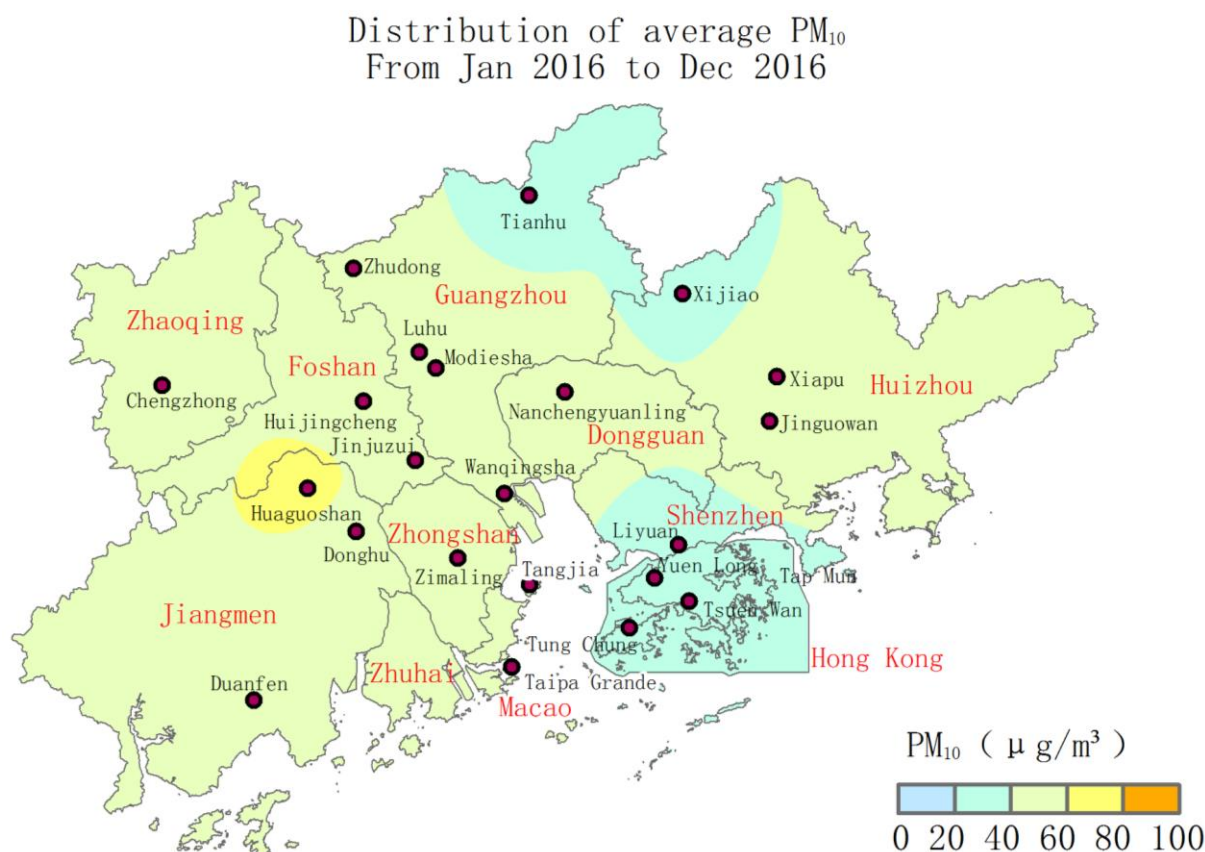 Distribution of average PM₁₀
From Jan 2016 to Dec 2016
Tianhu
Zhudong
Guangzhou
Xijiao
Zhaoqing
Luhu
Modiesha
Foshan
Xiapu
Huizhou
Chengzhong
Huijingcheng
Nanchengyuanling
Jinguowan
Dongguan
Jinjuzui
Wanqingsha
Huaguoshan
Shenzhen
Donghu
Zhongshan
Liyuan
Zimaling
Tangjia
Yuen Long
Tap Mun
Jiangmen
Tsuen Wan
Tung Chung
Hong Kong
Zhuhai
Duanfen
Taipa Grande
Macao
PM₁₀ ( μg/m³ )
0 20 40 60 80 100